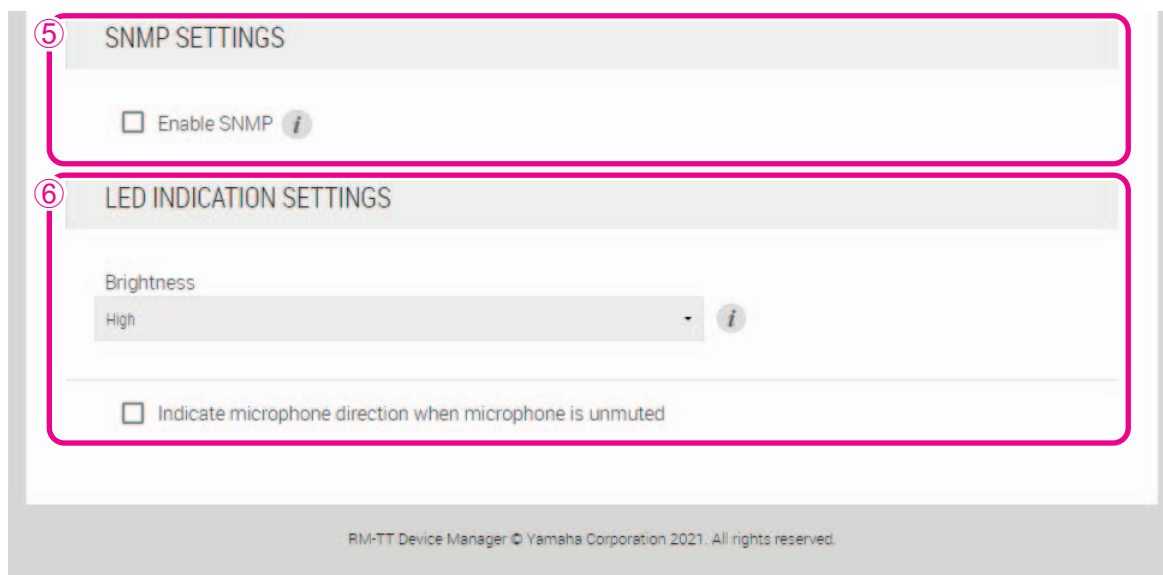 ⑤ SNMP SETTINGS
Enable SNMP i
⑥ LED INDICATION SETTINGS
Brightness
High i
Indicate microphone direction when microphone is unmuted
RM-TT Device Manager © Yamaha Corporation 2021. All rights reserved.